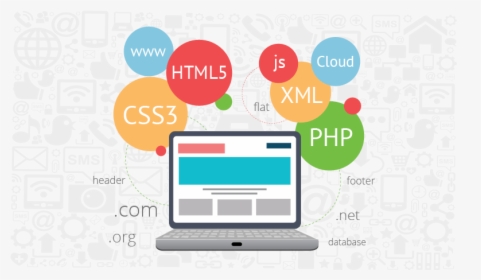 www
HTML5
CSS3
js
Cloud
XML
flat
PHP
header
footer
.com
.net
.org
database